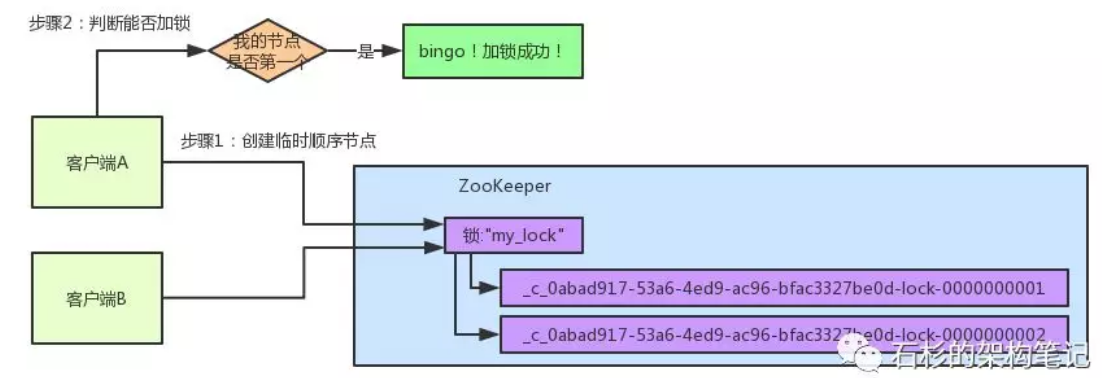 步骤2：判断能否加锁
我的节点
是否第一个
是
bingo！加锁成功！
步骤1：创建临时顺序节点
客户端A
ZooKeeper
锁:"my_lock"
客户端B
_c_0abad917-53a6-4ed9-ac96-bfac3327be0d-lock-0000000001
_c_0abad917-53a6-4ed9-ac96-bfac3327be0d-lock-0000000002
石杉的架构笔记